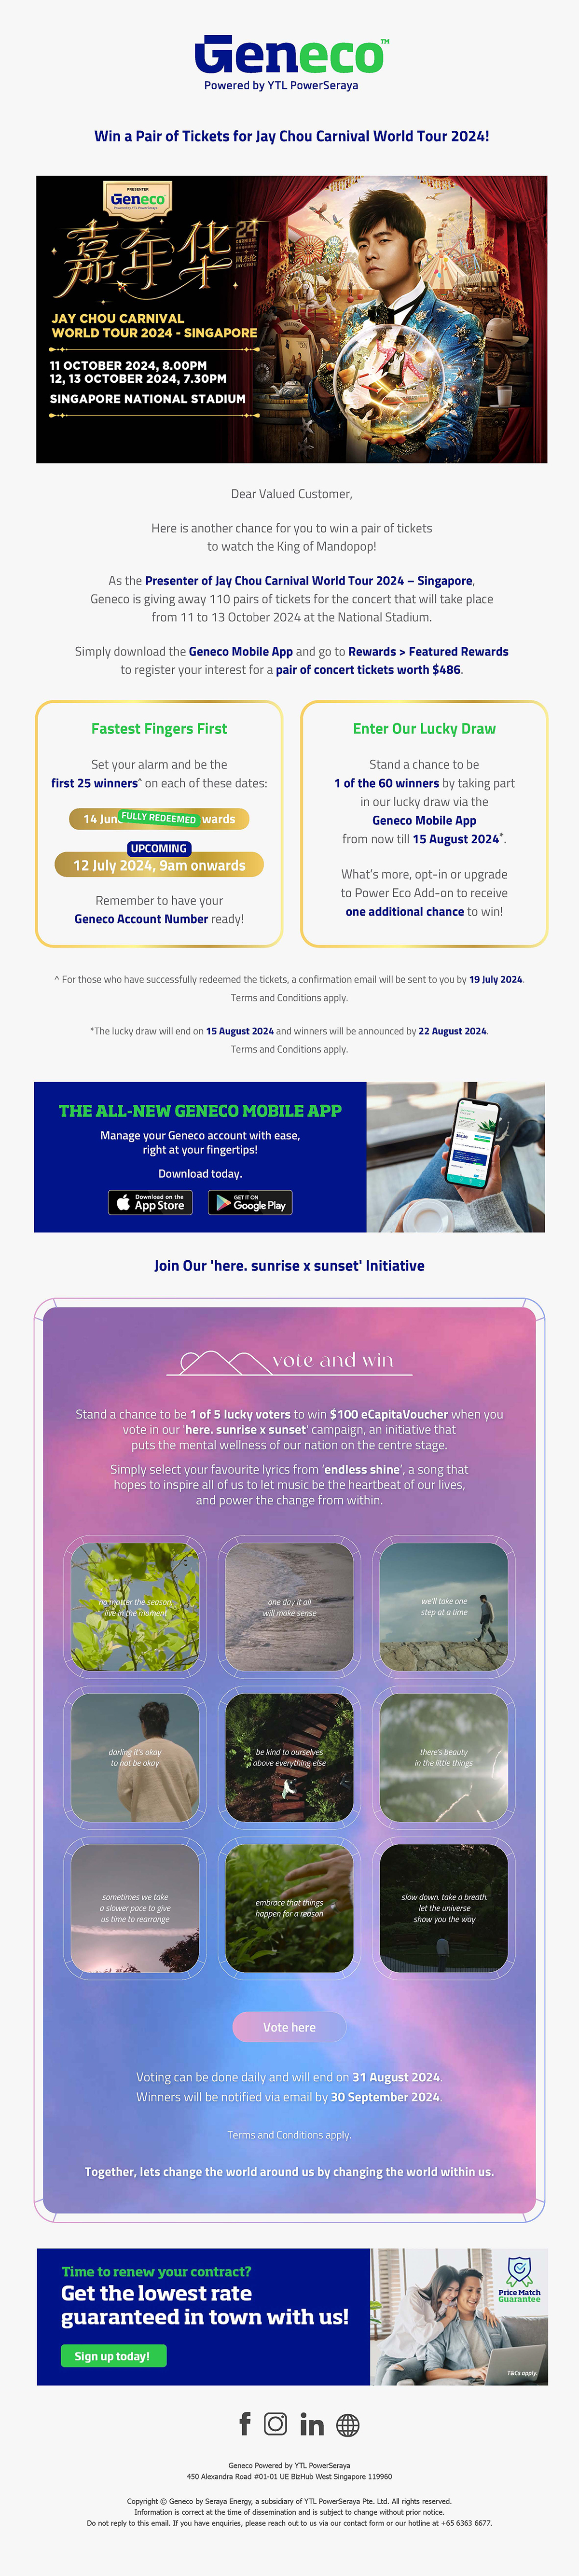 Geneco™
Powered by YTL PowerSeraya
Win a Pair of Tickets for Jay Chou Carnival World Tour 2024!
PRESENTER
Geneco
Powered by YTL PowerSeraya
嘉年华
JAY CHOU CARNIVAL
WORLD TOUR 2024 - SINGAPORE
11 OCTOBER 2024, 8.00PM
12, 13 OCTOBER 2024, 7.30PM
SINGAPORE NATIONAL STADIUM
Dear Valued Customer,
Here is another chance for you to win a pair of tickets
to watch the King of Mandopop!
As the Presenter of Jay Chou Carnival World Tour 2024 – Singapore,
Geneco is giving away 110 pairs of tickets for the concert that will take place
from 11 to 13 October 2024 at the National Stadium.
Simply download the Geneco Mobile App and go to Rewards > Featured Rewards
to register your interest for a pair of concert tickets worth $486.
Fastest Fingers First
Set your alarm and be the
first 25 winners^ on each of these dates:
14 Jun
FULLY REDEEMED
wards
UPCOMING
12 July 2024, 9am onwards
Remember to have your
Geneco Account Number ready!
Enter Our Lucky Draw
Stand a chance to be
1 of the 60 winners by taking part
in our lucky draw via the
Geneco Mobile App
from now till 15 August 2024*.
What's more, opt-in or upgrade
to Power Eco Add-on to receive
one additional chance to win!
^ For those who have successfully redeemed the tickets, a confirmation email will be sent to you by 19 July 2024.
Terms and Conditions apply.
*The lucky draw will end on 15 August 2024 and winners will be announced by 22 August 2024.
Terms and Conditions apply.
THE ALL-NEW GENECO MOBILE APP
Manage your Geneco account with ease,
right at your fingertips!
Download today.
Download on the
App Store
GET IT ON
Google Play
Join Our 'here. sunrise x sunset' Initiative
vote and win
Stand a chance to be 1 of 5 lucky voters to win $100 eCapitaVoucher when you
vote in our 'here. sunrise x sunset' campaign, an initiative that
puts the mental wellness of our nation on the centre stage.
Simply select your favourite lyrics from 'endless shine', a song that
hopes to inspire all of us to let music be the heartbeat of our lives,
and power the change from within.
no matter the season,
live in the moment
one day it all
will make sense
we'll take one
step at a time
darling it's okay
to not be okay
be kind to ourselves
above everything else
there's beauty
in the little things
sometimes we take
a slower pace to give
us time to rearrange
embrace that things
happen for a reason
slow down. take a breath.
let the universe
show you the way
Vote here
Voting can be done daily and will end on 31 August 2024.
Winners will be notified via email by 30 September 2024.
Terms and Conditions apply.
Together, lets change the world around us by changing the world within us.
Time to renew your contract?
Get the lowest rate
guaranteed in town with us!
Sign up today!
Price Match
Guarantee
T&Cs apply.
Geneco Powered by YTL PowerSeraya
450 Alexandra Road #01-01 UE BizHub West Singapore 119960
Copyright © Geneco by Seraya Energy, a subsidiary of YTL PowerSeraya Pte. Ltd. All rights reserved.
Information is correct at the time of dissemination and is subject to change without prior notice.
Do not reply to this email. If you have enquiries, please reach out to us via our contact form or our hotline at +65 6363 6677.